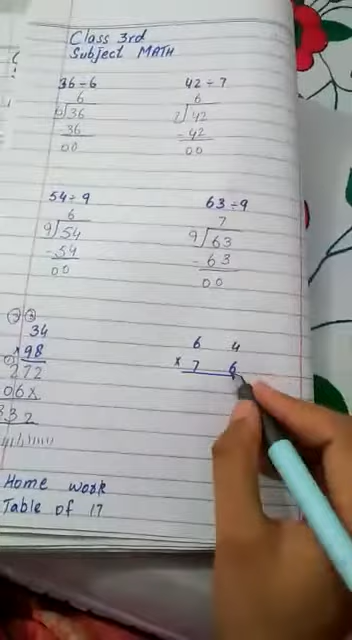 Class 3rd
Subject MATH
36 ÷ 6
6
36
- 36
00
42 ÷ 7
6
42
- 42
00
54 ÷ 9
6
9 ) 54
- 54
00
63 ÷ 9
7
9 ) 63
- 63
00
34
× 98
272
06×
332
6 4
× 7 6
Home work
Table of 17